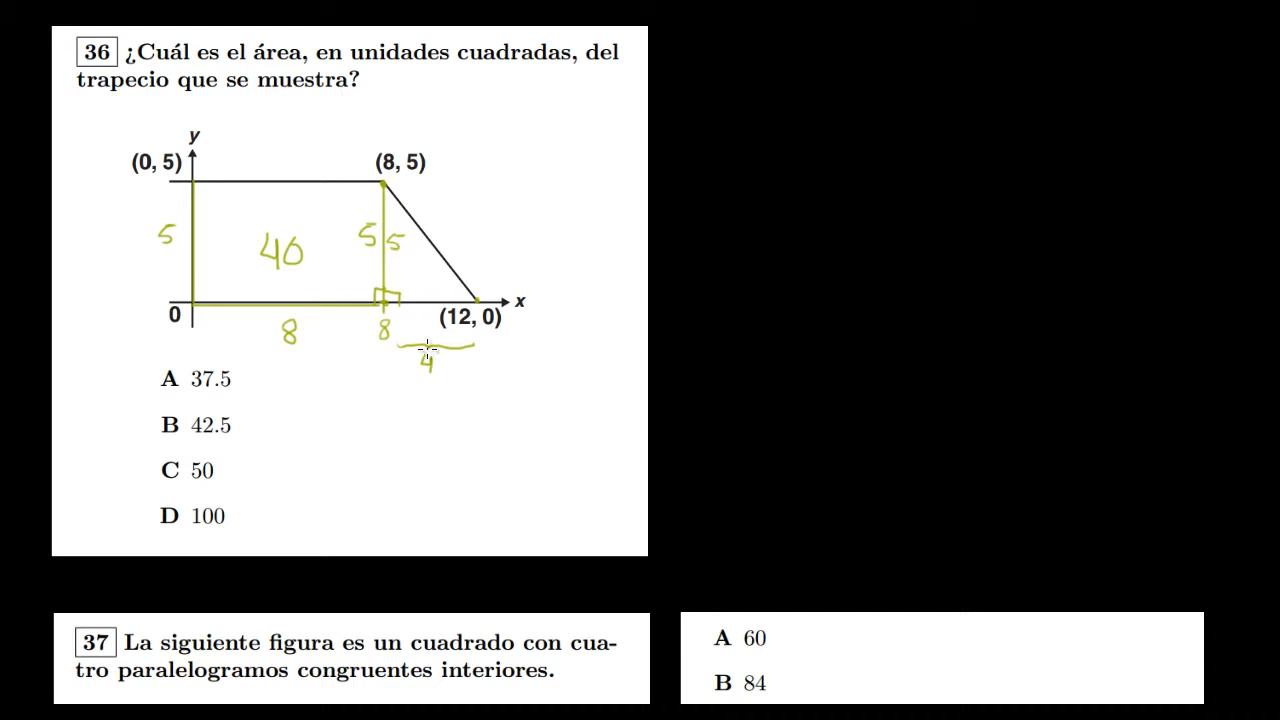 36 ¿Cuál es el área, en unidades cuadradas, del
trapecio que se muestra?
y
(0, 5) (8, 5)
5 40 5 5
0 x
(12, 0)
8 8
4
A 37.5
B 42.5
C 50
D 100
37 La siguiente figura es un cuadrado con cua-
tro paralelogramos congruentes interiores.
A 60
B 84